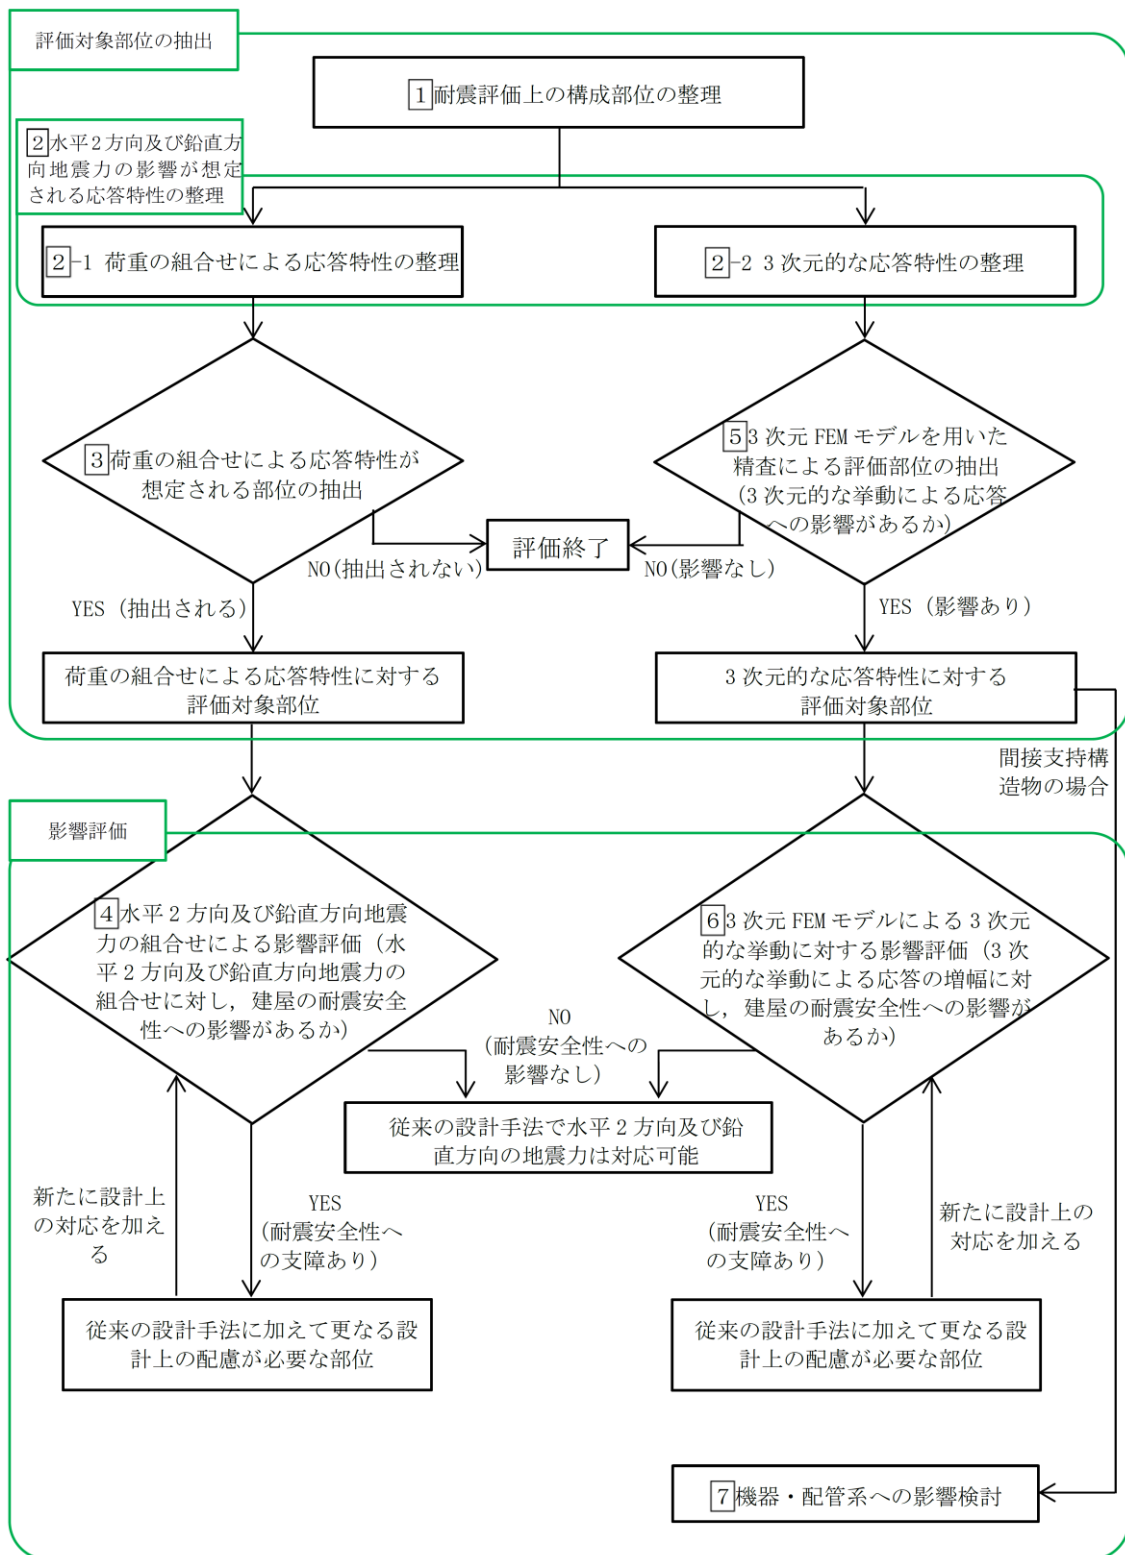 評価対象部位の抽出
1耐震評価上の構成部位の整理
2水平2方向及び鉛直方
向地震力の影響が想定
される応答特性の整理
2-1 荷重の組合せによる応答特性の整理
2-2 3次元的な応答特性の整理
3荷重の組合せによる応答特性が
想定される部位の抽出
53次元 FEM モデルを用いた
精査による評価部位の抽出
(3次元的な挙動による応答
への影響があるか)
評価終了
NO(抽出されない)
NO(影響なし)
YES (抽出される)
YES (影響あり)
荷重の組合せによる応答特性に対する
評価対象部位
3次元的な応答特性に対する
評価対象部位
間接支持構
造物の場合
影響評価
4水平2方向及び鉛直方向地震
力の組合せによる影響評価（水
平2方向及び鉛直方向地震力の
組合せに対し，建屋の耐震安全
性への影響があるか）
63次元 FEM モデルによる3次元
的な挙動に対する影響評価（3次
元的な挙動による応答の増幅に対
し，建屋の耐震安全性への影響が
あるか）
NO
(耐震安全性への
影響なし)
従来の設計手法で水平2方向及び鉛
直方向の地震力は対応可能
新たに設計上
の対応を加え
る
YES
(耐震安全性へ
の支障あり)
YES
(耐震安全性へ
の支障あり)
新たに設計上の
対応を加える
従来の設計手法に加えて更なる設
計上の配慮が必要な部位
従来の設計手法に加えて更なる設
計上の配慮が必要な部位
7機器・配管系への影響検討